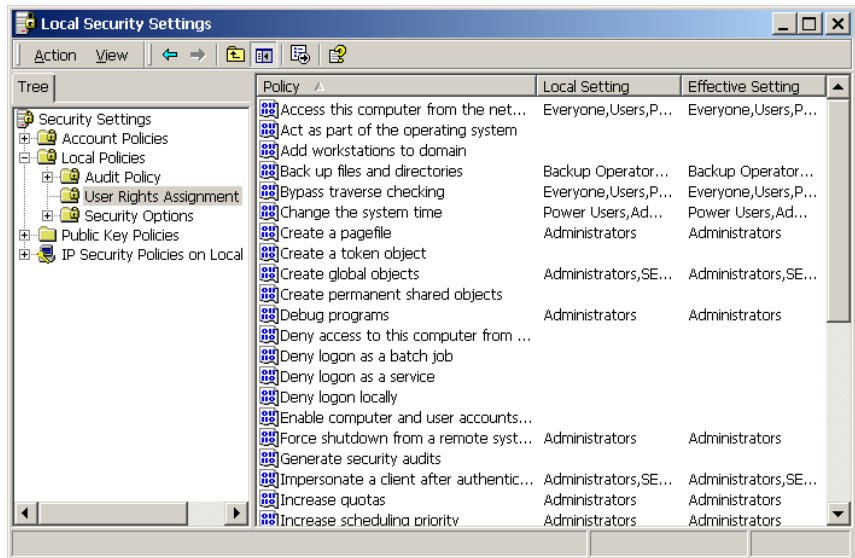 Local Security Settings
Action View
Tree
Security Settings
Account Policies
Local Policies
Audit Policy
User Rights Assignment
Security Options
Public Key Policies
IP Security Policies on Local
Policy Local Setting Effective Setting
Access this computer from the net... Everyone,Users,P... Everyone,Users,P...
Act as part of the operating system
Add workstations to domain
Back up files and directories Backup Operator... Backup Operator...
Bypass traverse checking Everyone,Users,P... Everyone,Users,P...
Change the system time Power Users,Ad... Power Users,Ad...
Create a pagefile Administrators Administrators
Create a token object
Create global objects Administrators,SE... Administrators,SE...
Create permanent shared objects
Debug programs Administrators Administrators
Deny access to this computer from ...
Deny logon as a batch job
Deny logon as a service
Deny logon locally
Enable computer and user accounts...
Force shutdown from a remote syst... Administrators Administrators
Generate security audits
Impersonate a client after authentic... Administrators,SE... Administrators,SE...
Increase quotas Administrators Administrators
Increase scheduling priority Administrators Administrators